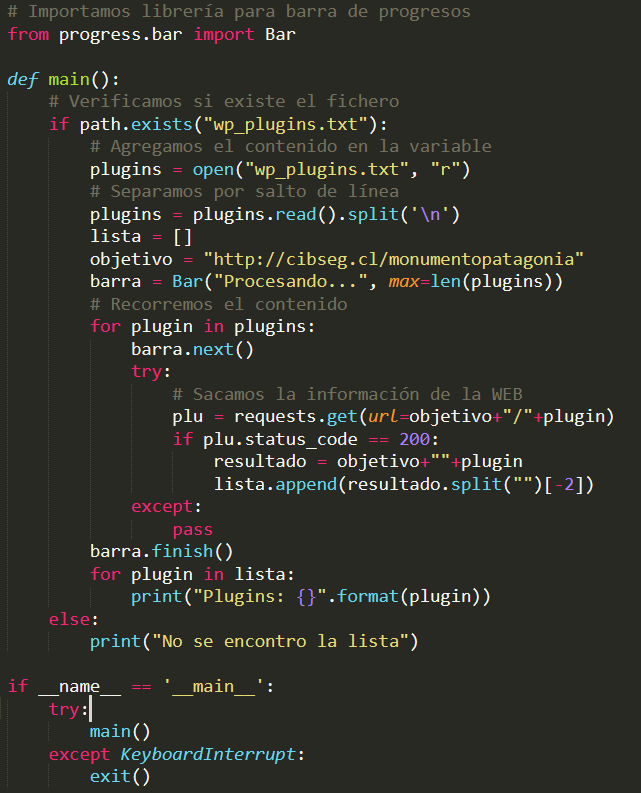 # Importamos librería para barra de progresos
from progress.bar import Bar
def main():
# Verificamos si existe el fichero
if path.exists("wp_plugins.txt"):
# Agregamos el contenido en la variable
plugins = open("wp_plugins.txt", "r")
# Separamos por salto de línea
plugins = plugins.read().split('\n')
lista = []
objetivo = "http://cibseg.cl/monumentopatagonia"
barra = Bar("Procesando...", max=len(plugins))
# Recorremos el contenido
for plugin in plugins:
barra.next()
try:
# Sacamos la información de la WEB
plu = requests.get(url=objetivo+"/"+plugin)
if plu.status_code == 200:
resultado = objetivo+""+plugin
lista.append(resultado.split("")[-2])
except:
pass
barra.finish()
for plugin in lista:
print("Plugins: {}".format(plugin))
else:
print("No se encontro la lista")
if __name__ == '__main__':
try:
main()
except KeyboardInterrupt:
exit()